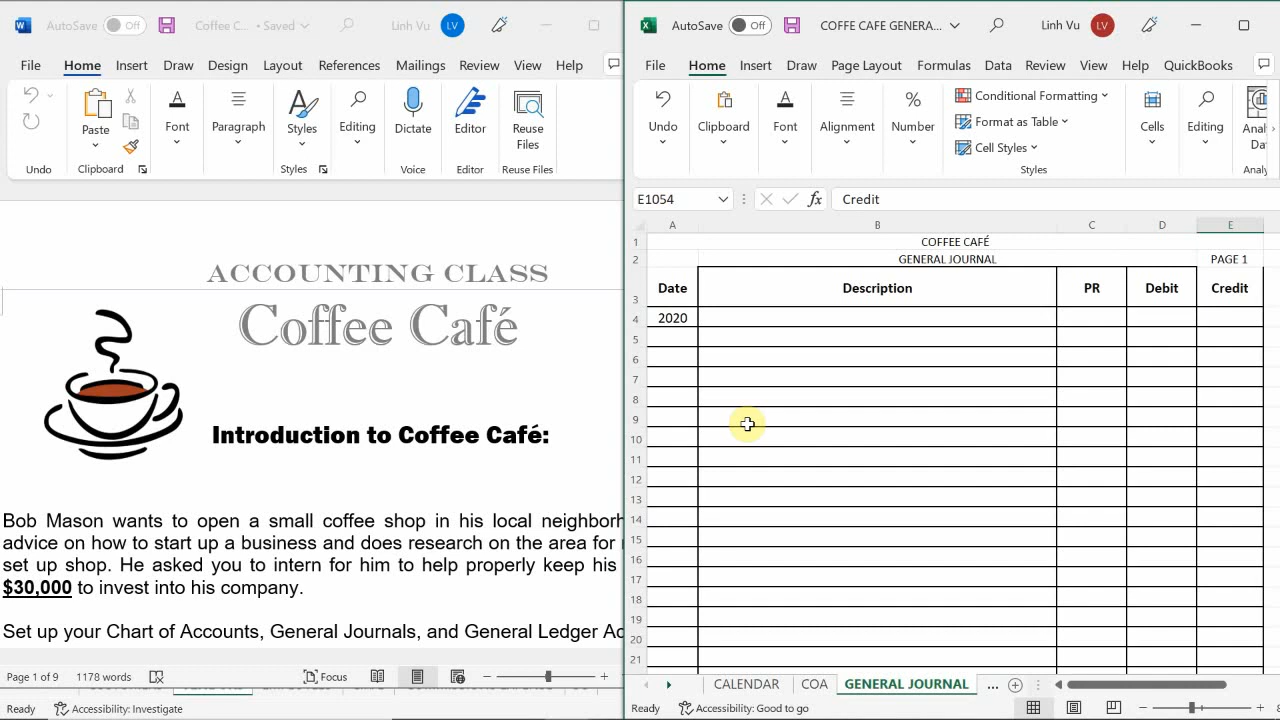 AutoSave Off Coffee C... • Saved Linh Vu LV
File Home Insert Draw Design Layout References Mailings Review View Help
Paste Font Paragraph Styles Editing Dictate Editor Reuse Files
Undo Clipboard Styles Voice Editor Reuse Files
ACCOUNTING CLASS
Coffee Café
Introduction to Coffee Café:
Bob Mason wants to open a small coffee shop in his local neighborh
advice on how to start up a business and does research on the area for
set up shop. He asked you to intern for him to help properly keep his
$30,000 to invest into his company.
Set up your Chart of Accounts, General Journals, and General Ledger Ac
Page 1 of 9 1178 words Focus
Ready Accessibility: Investigate
AutoSave Off COFFE CAFE GENERA... Linh Vu LV
File Home Insert Draw Page Layout Formulas Data Review View Help QuickBooks
Undo Clipboard Font Alignment Number Conditional Formatting Format as Table Cell Styles Cells Editing Anal Da
Styles Analy
E1054 fx Credit
A B C D E
1 COFFEE CAFÉ
2 GENERAL JOURNAL PAGE 1
3 Date Description PR Debit Credit
4 2020
5
6
7
8
9
10
11
12
13
14
15
16
17
18
19
20
21
CALENDAR COA GENERAL JOURNAL ...
Ready Accessibility: Good to go